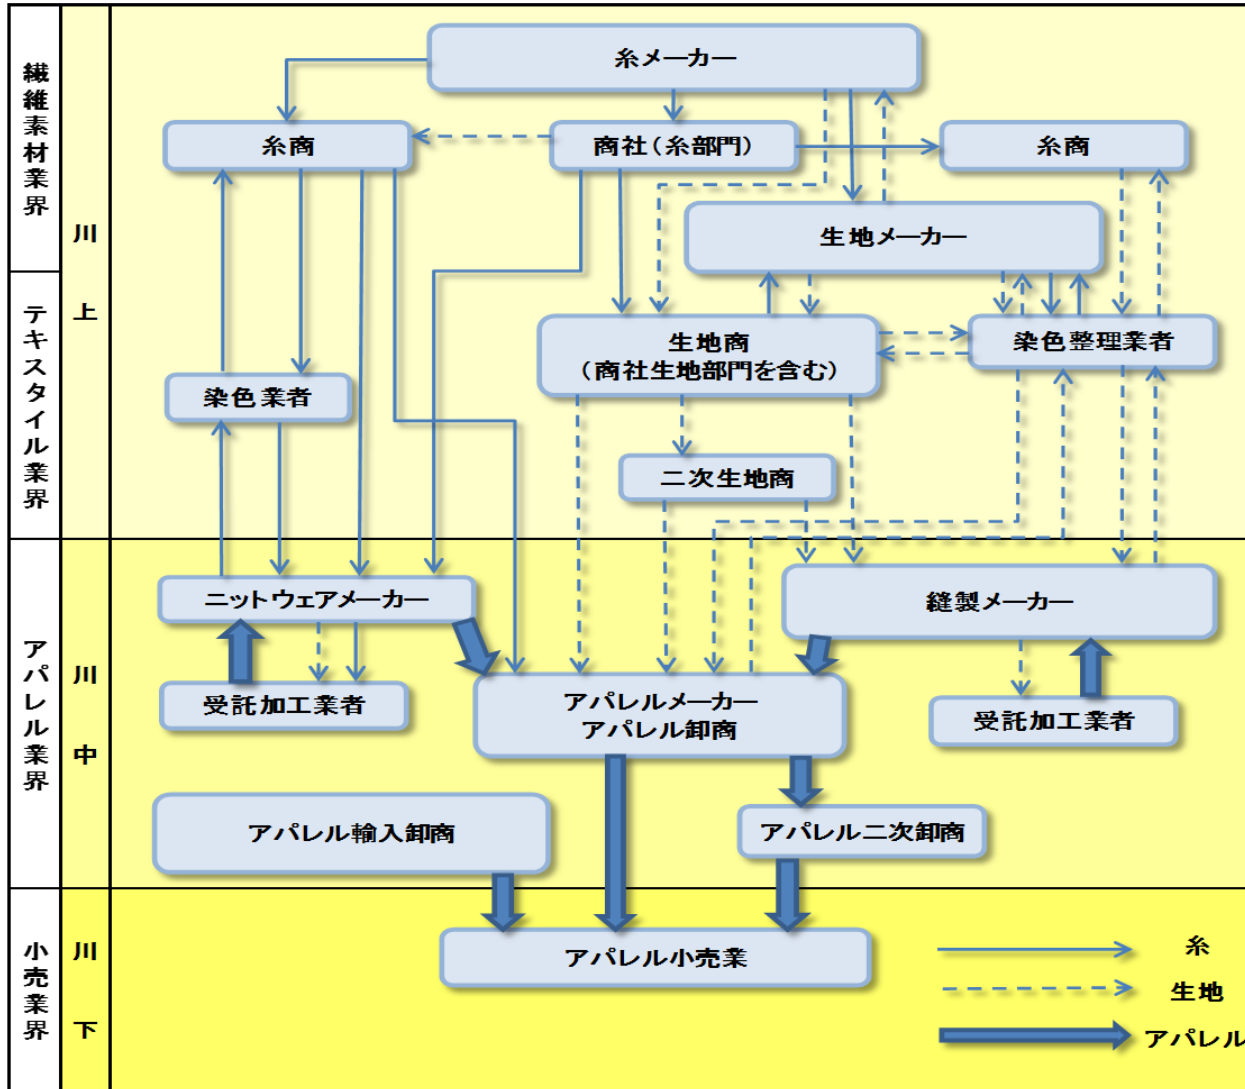 繊維素材業界
テキスタイル業界
アパレル業界
小売業界
川上
川中
川下
糸メーカー
糸商
商社(糸部門)
糸商
生地メーカー
生地商
(商社生地部門を含む)
染色整理業者
染色業者
二次生地商
ニットウェアメーカー
縫製メーカー
受託加工業者
アパレルメーカー
アパレル卸商
受託加工業者
アパレル輸入卸商
アパレル二次卸商
アパレル小売業
糸
生地
アパレル